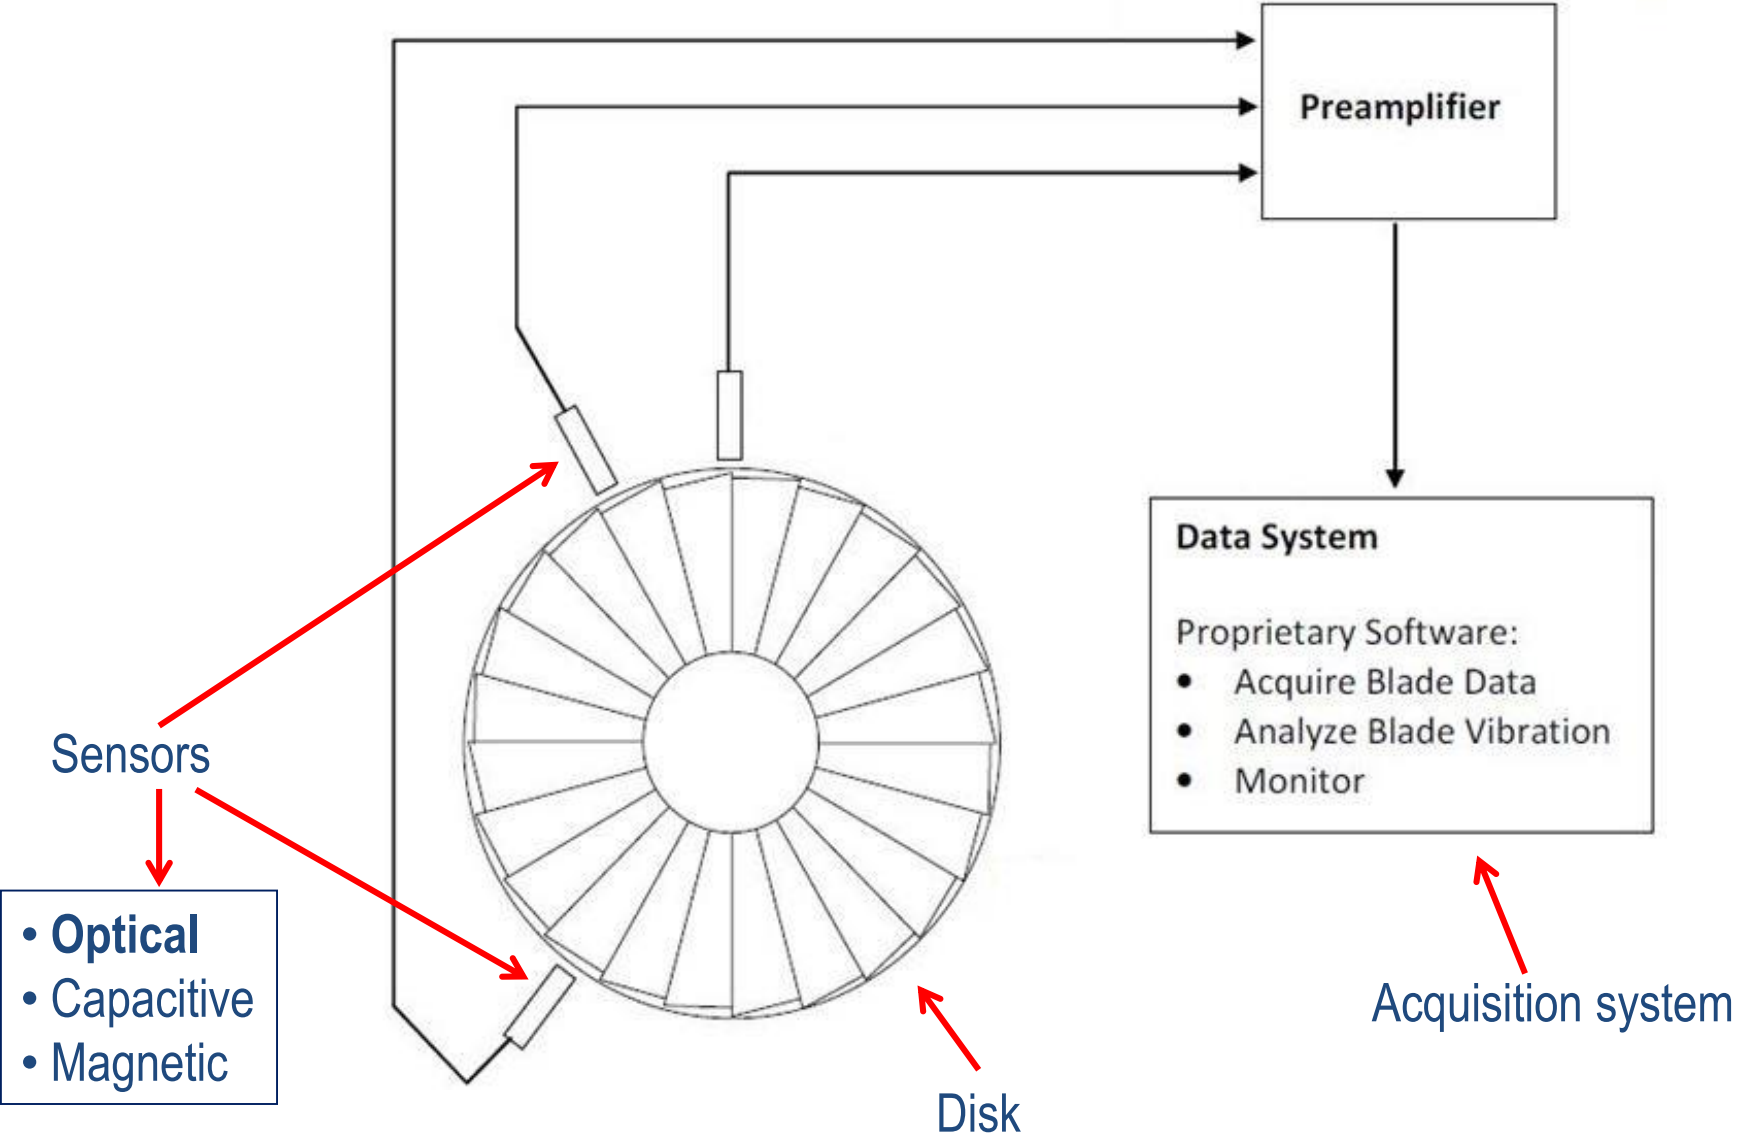 Preamplifier
Data System
Proprietary Software:
• Acquire Blade Data
• Analyze Blade Vibration
• Monitor
Sensors
• Optical
• Capacitive
• Magnetic
Acquisition system
Disk